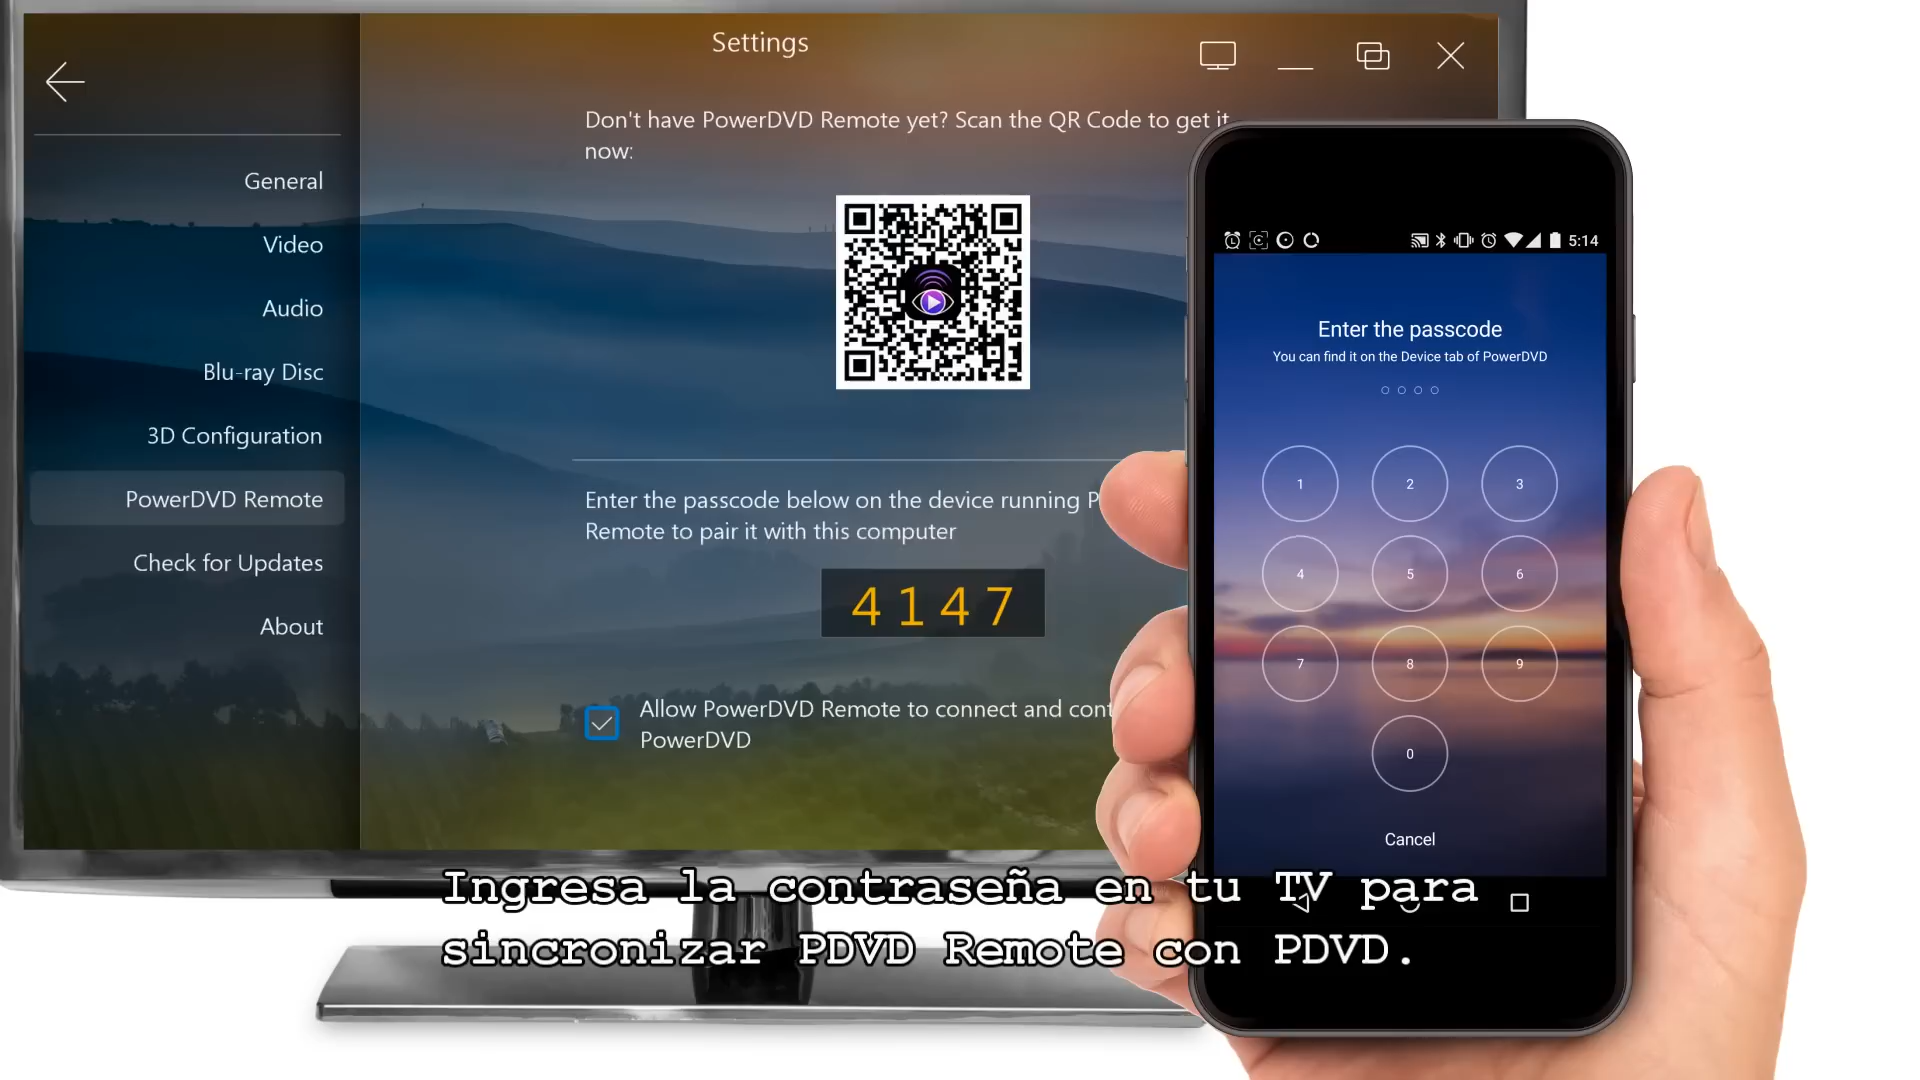 Settings
Don't have PowerDVD Remote yet? Scan the QR Code to get it
now:
General
Video
Audio
Blu-ray Disc
3D Configuration
PowerDVD Remote
Check for Updates
About
Enter the passcode below on the device running P
Remote to pair it with this computer
4147
Allow PowerDVD Remote to connect and cont
PowerDVD
5:14
Enter the passcode
You can find it on the Device tab of PowerDVD
1 2 3
4 5 6
7 8 9
0
Cancel
Ingresa la contraseña en tu TV para
sincronizar PDVD Remote con PDVD.